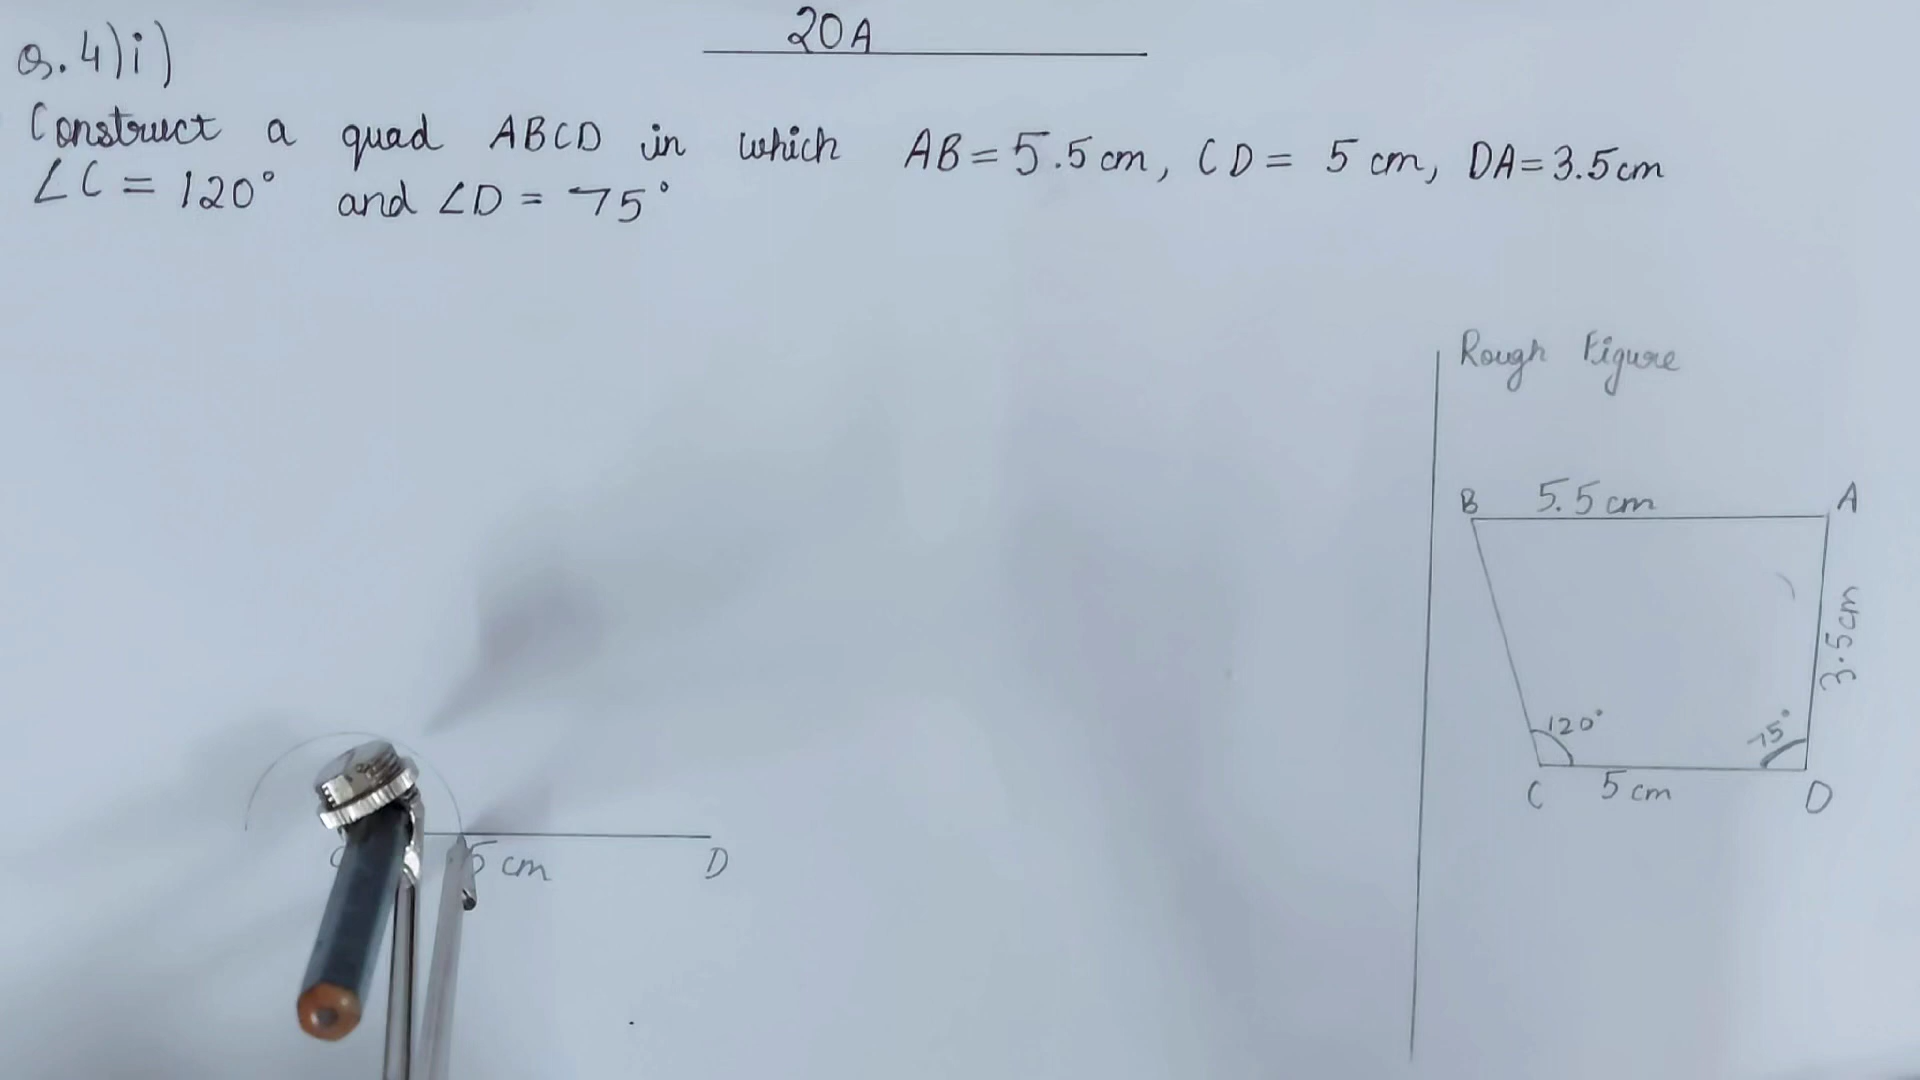 20A
Q.4)i)
Construct a quad ABCD in which AB = 5.5 cm, CD = 5 cm, DA = 3.5cm
∠C = 120° and ∠D = 75°
Rough Figure
B 5.5 cm A
3.5cm
120° 75°
C 5 cm D
5 cm D